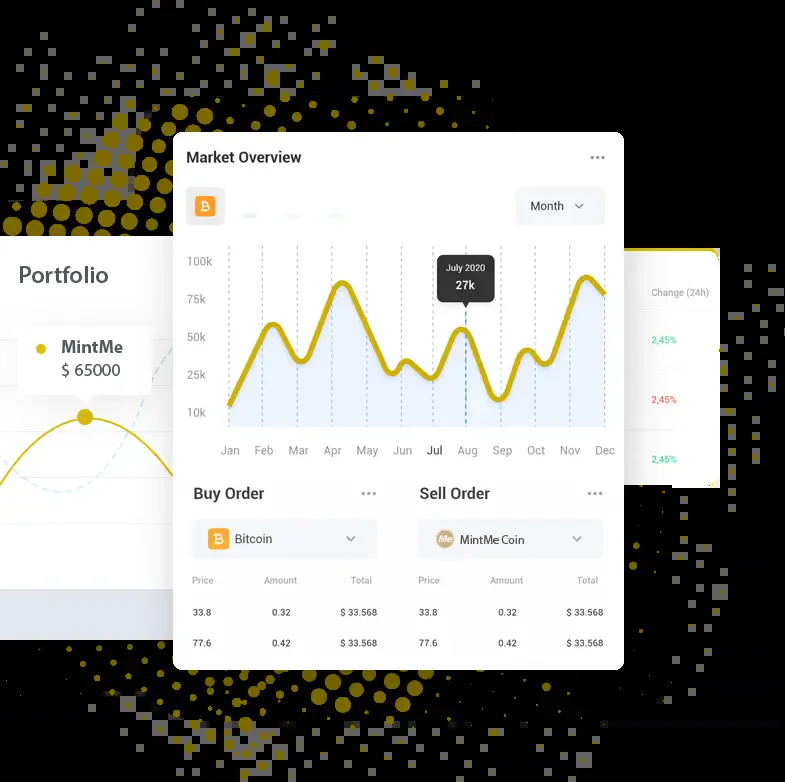 Market Overview
Month
100k
75k
50k
25k
10k
July 2020
27k
Jan Feb Mar Apr May Jun Jul Aug Sep Oct Nov Dec
Portfolio
MintMe
$ 65000
Change (24h)
2,45%
2,45%
2,45%
Buy Order
Bitcoin
Price Amount Total
33.8 0.32 $ 33.568
77.6 0.42 $ 33.568
Sell Order
Me MintMe Coin
Price Amount Total
33.8 0.32 $ 33.568
77.6 0.42 $ 33.568